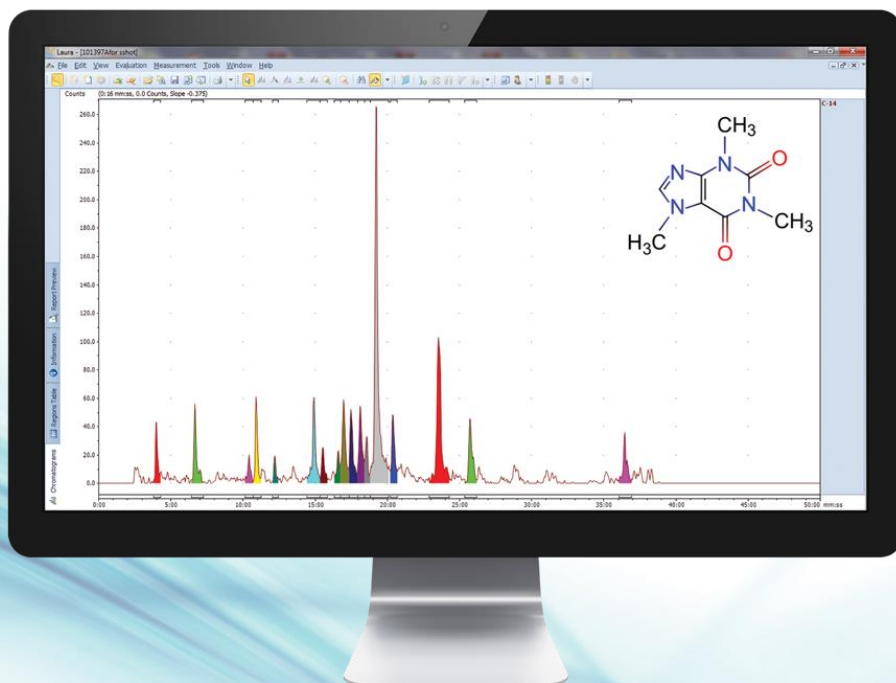 Laura - [101397Afor sshot]
File Edit View Evaluation Measurement Tools Window Help
Counts (0:16 mm:ss, 0.0 Counts, Slope -0.375)
C-14
260.0
240.0
220.0
200.0
180.0
160.0
140.0
120.0
100.0
80.0
60.0
40.0
20.0
0.0
0:00 5:00 10:00 15:00 20:00 25:00 30:00 35:00 40:00 45:00 50:00 mm:ss
Report Preview
Information
Regions Table
Chromatograms
CH₃
N N O
N N
H₃C CH₃
O